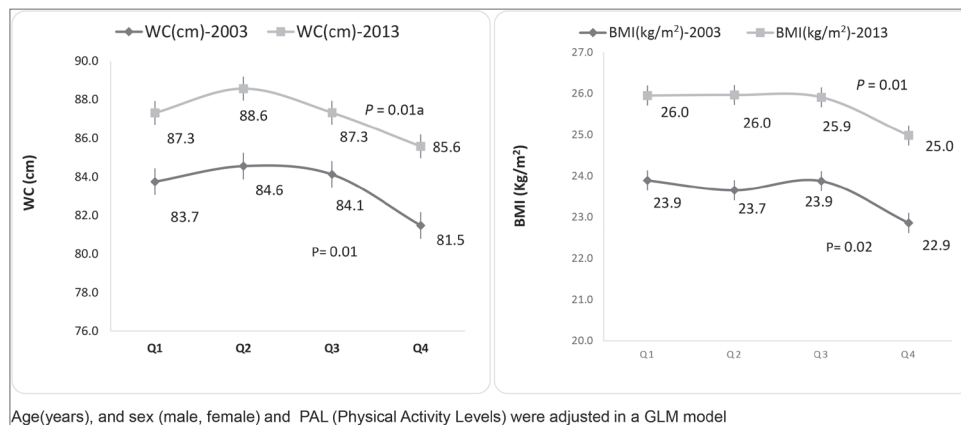 WC(cm)-2003 WC(cm)-2013
90.0
88.0
86.0
84.0
82.0
80.0
78.0
76.0
WC (cm)
87.3
88.6
87.3
85.6
P = 0.01a
83.7
84.6
84.1
81.5
P= 0.01
Q1 Q2 Q3 Q4
BMI(kg/m²)-2003 BMI(kg/m²)-2013
27.0
26.0
25.0
24.0
23.0
22.0
21.0
20.0
BMI (Kg/m²)
26.0
26.0
25.9
25.0
P = 0.01
23.9
23.7
23.9
22.9
P = 0.02
Q1 Q2 Q3 Q4
Age(years), and sex (male, female) and PAL (Physical Activity Levels) were adjusted in a GLM model